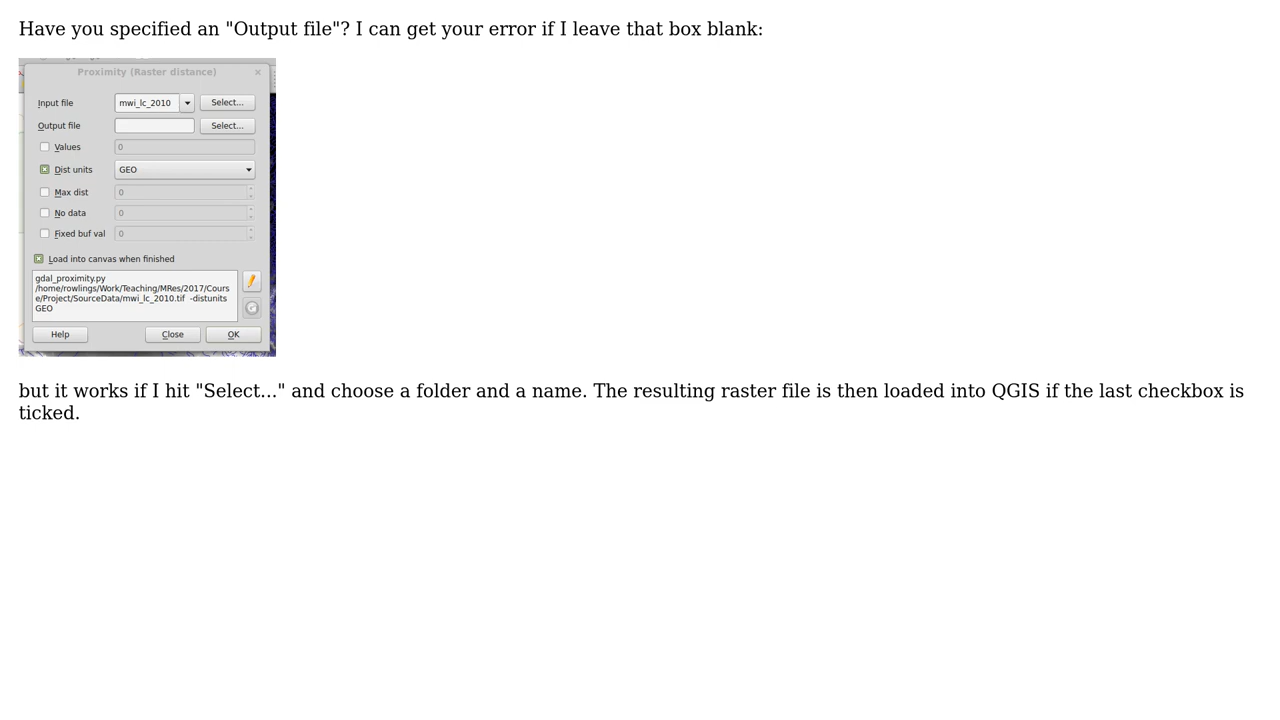 Have you specified an "Output file"? I can get your error if I leave that box blank:
Proximity (Raster distance)
Input file mwi_lc_2010 Select...
Output file Select...
Values 0
Dist units GEO
Max dist 0
No data 0
Fixed buf val 0
Load into canvas when finished
gdal_proximity.py
/home/rowlings/Work/Teaching/MRes/2017/Cours
e/Project/SourceData/mwi_lc_2010.tif -distunits
GEO
Help Close OK
but it works if I hit "Select..." and choose a folder and a name. The resulting raster file is then loaded into QGIS if the last checkbox is
ticked.